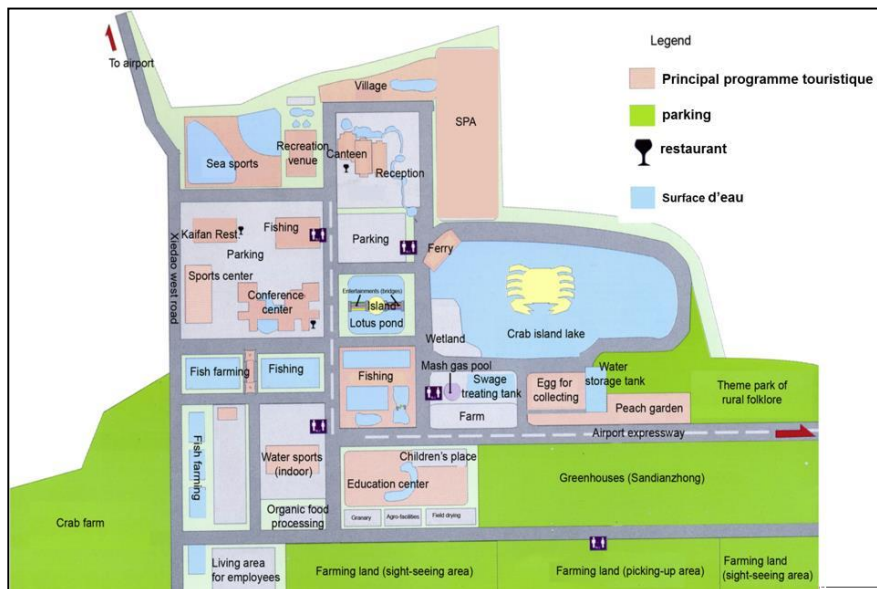 To airport
Legend
Principal programme touristique
parking
restaurant
Surface d'eau
Village
SPA
Sea sports
Recreation
venue
Canteen
Reception
Kaifan Rest.
Fishing
Parking
Parking
Ferry
Sports center
Conference
center
Xiedao west road
Entertainments (bridges)
Island
Lotus pond
Wetland
Crab island lake
Fish farming
Fishing
Fishing
Mash gas pool
Swage
treating tank
Farm
Egg for
collecting
Water
storage tank
Peach garden
Theme park of
rural folklore
Airport expressway
Fish farming
Water sports
(indoor)
Children's place
Education center
Greenhouses (Sandianzhong)
Organic food
processing
Granary
Agro-facilities
Field drying
Crab farm
Living area
for employees
Farming land (sight-seeing area)
Farming land (picking-up area)
Farming land
(sight-seeing area)